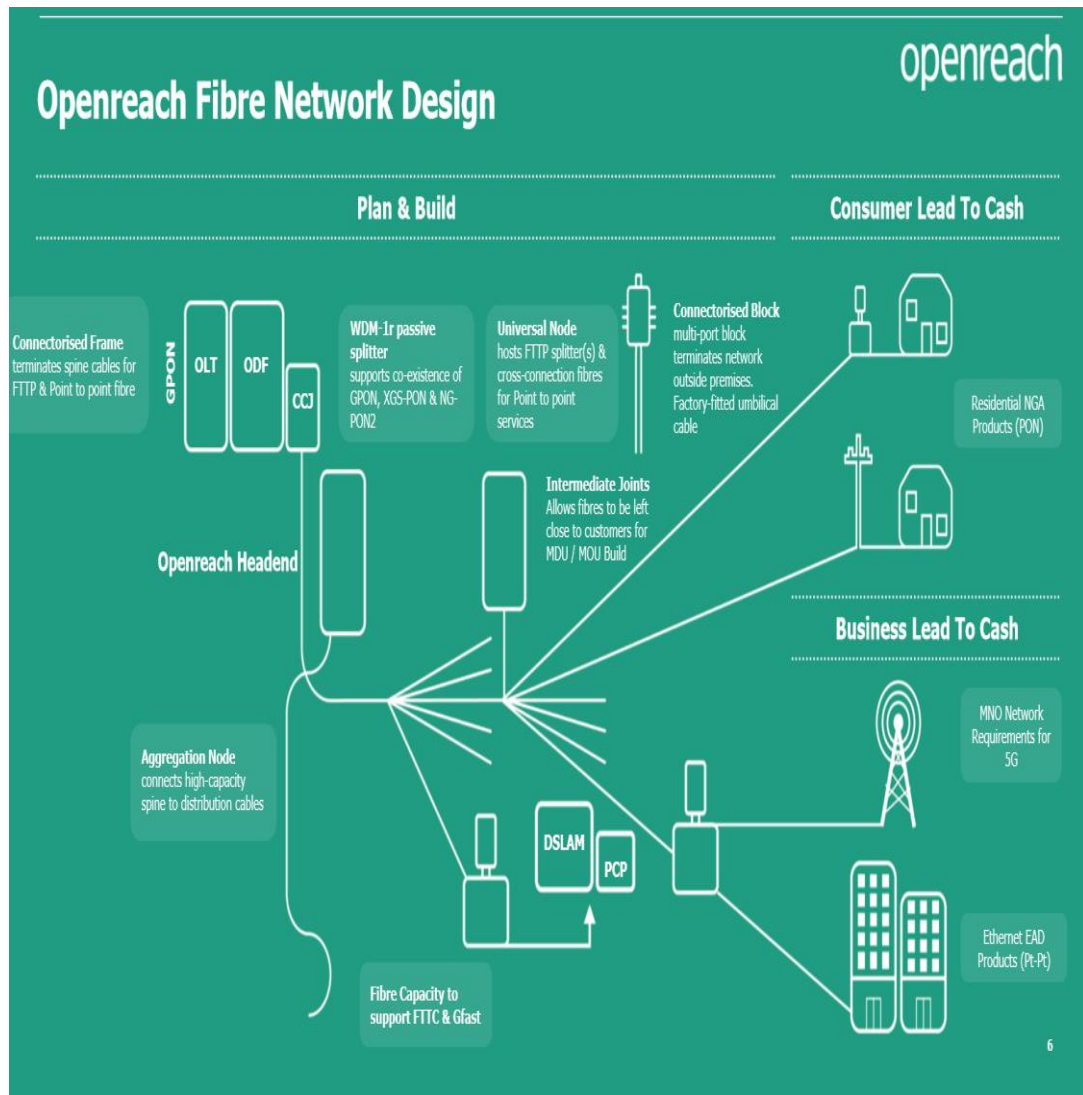 openreach
Openreach Fibre Network Design
Plan & Build
Consumer Lead To Cash
Connectorised Frame
terminates spine cables for
FTTP & Point to point fibre
GPON
OLT
ODF
CCJ
WDM-1r passive
splitter
supports co-existence of
GPON, XGS-PON & NG-
PON2
Universal Node
hosts FTTP splitter(s) &
cross-connection fibres
for Point to point
services
Connectorised Block
multi-port block
terminates network
outside premises.
Factory-fitted umbilical
cable
Residential NGA
Products (PON)
Intermediate Joints
Allows fibres to be left
close to customers for
MDU / MOU Build
Openreach Headend
Business Lead To Cash
MNO Network
Requirements for
5G
Aggregation Node
connects high-capacity
spine to distribution cables
DSLAM
PCP
Ethernet EAD
Products (Pt-Pt)
Fibre Capacity to
support FTTC & Gfast
6